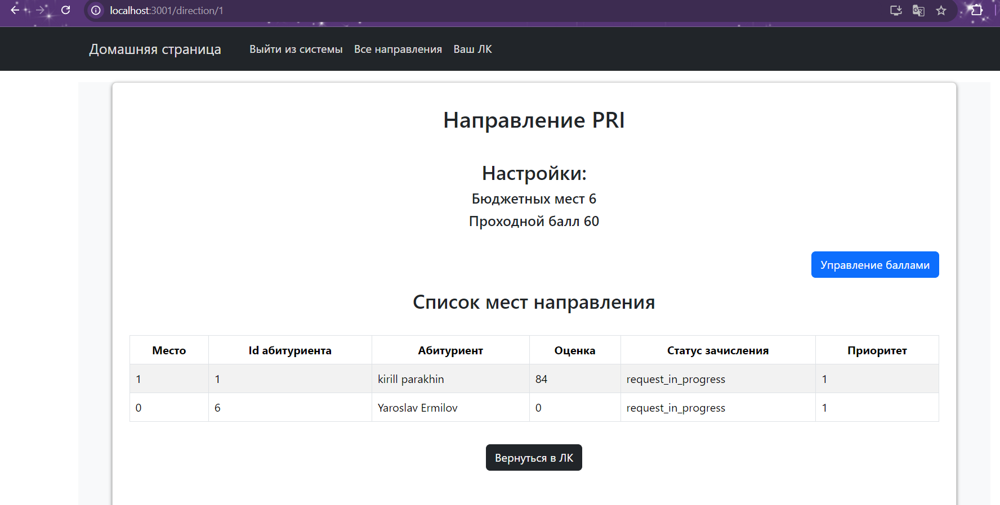 localhost:3001/direction/1
Домашняя страница Выйти из системы Все направления Ваш ЛК
Направление PRI
Настройки:
Бюджетных мест 6
Проходной балл 60
Управление баллами
Список мест направления
Место Id абитуриента Абитуриент Оценка Статус зачисления Приоритет
1 1 kirill parakhin 84 request_in_progress 1
0 6 Yaroslav Ermilov 0 request_in_progress 1
Вернуться в ЛК